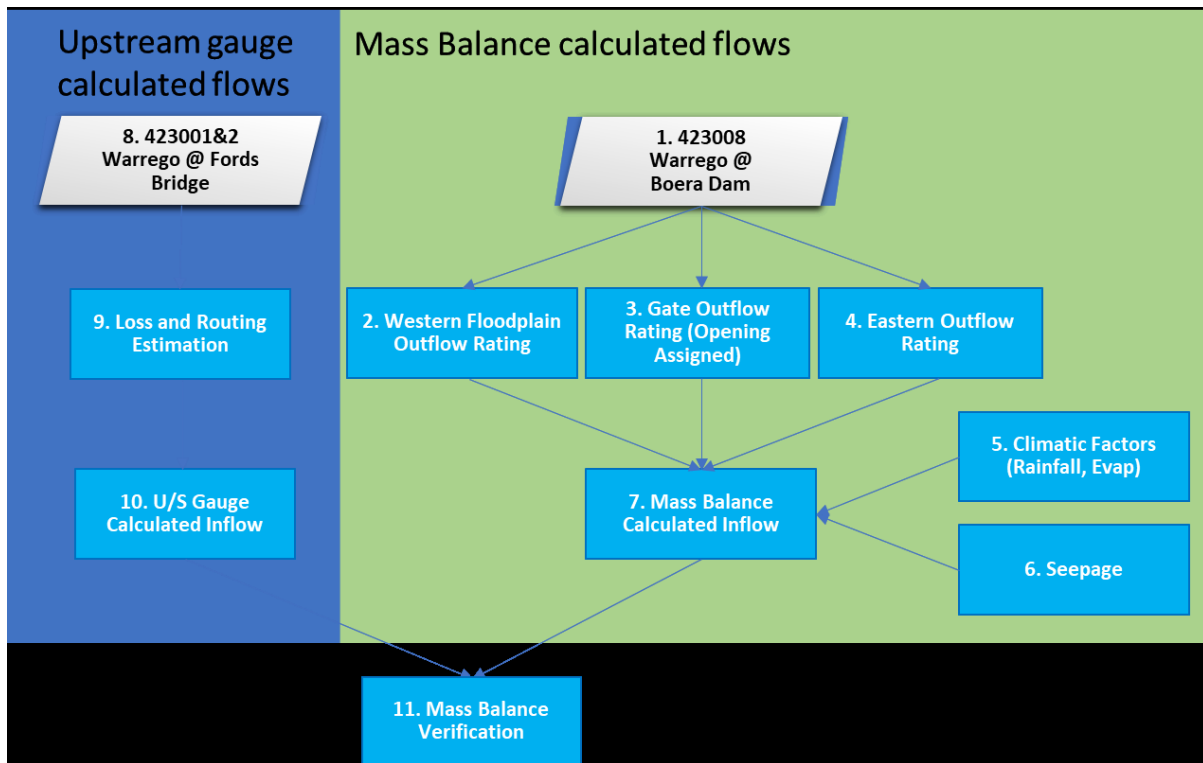 Upstream gauge
calculated flows
Mass Balance calculated flows
8. 423001&2
Warrego @ Fords
Bridge
1. 423008
Warrego @
Boera Dam
9. Loss and Routing
Estimation
2. Western Floodplain
Outflow Rating
3. Gate Outflow
Rating (Opening
Assigned)
4. Eastern Outflow
Rating
5. Climatic Factors
(Rainfall, Evap)
10. U/S Gauge
Calculated Inflow
7. Mass Balance
Calculated Inflow
6. Seepage
11. Mass Balance
Verification